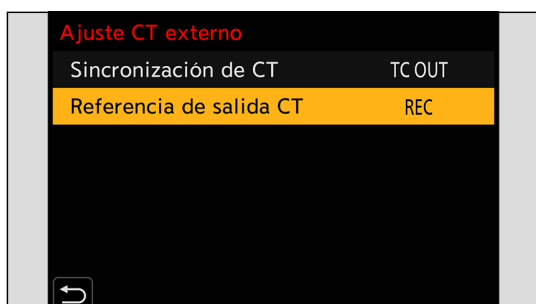 Ajuste CT externo
Sincronización de CT TC OUT
Referencia de salida CT REC